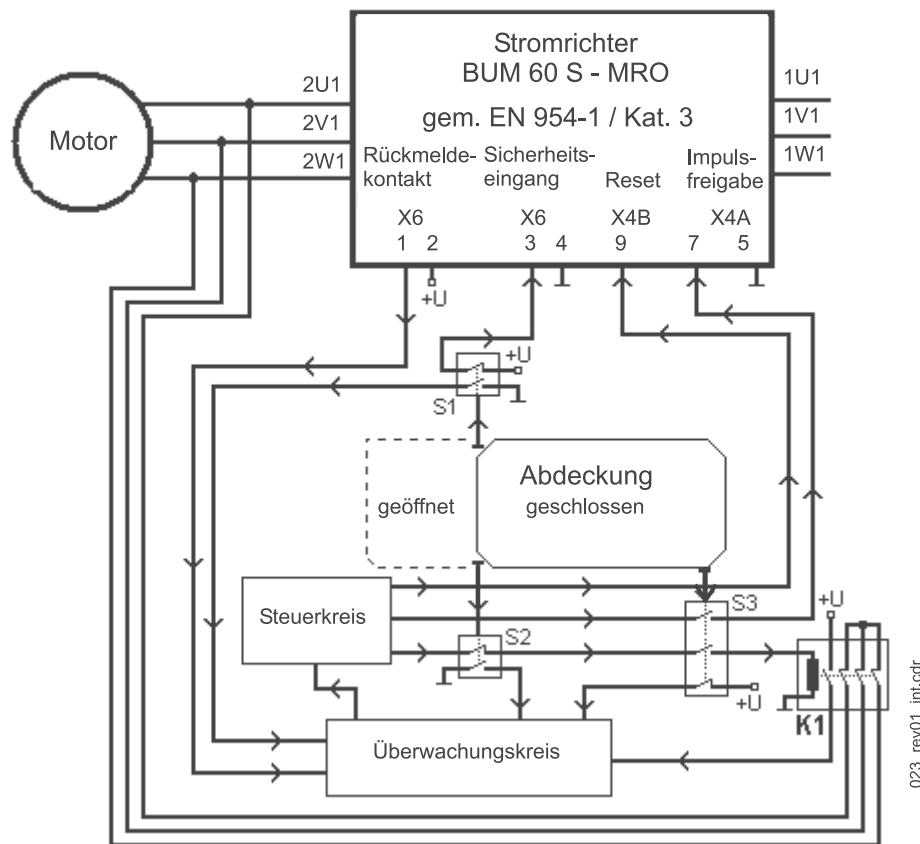 Stromrichter
BUM 60 S - MRO
gem. EN 954-1 / Kat. 3
2U1
2V1
2W1
1U1
1V1
1W1
Motor
Rückmelde-
kontakt
Sicherheits-
eingang
Reset
Impuls-
freigabe
X6
X6
X4B
X4A
1 2
3 4
9
7 5
+U
+U
S1
geöffnet
Abdeckung
geschlossen
Steuerkreis
S2
S3
+U
+U
K1
Überwachungskreis
023_rev01_int.cdr